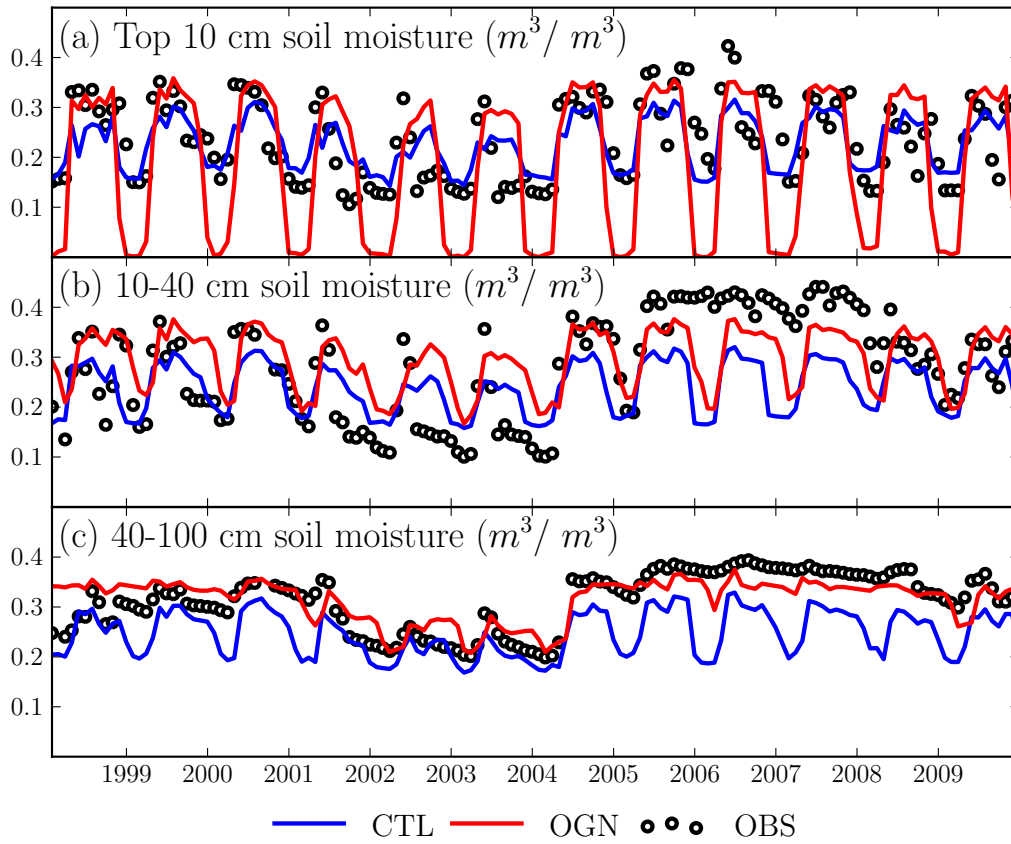 (a) Top 10 cm soil moisture (m³/ m³)
0.4
0.3
0.2
0.1
(b) 10-40 cm soil moisture (m³/ m³)
0.4
0.3
0.2
0.1
(c) 40-100 cm soil moisture (m³/ m³)
0.4
0.3
0.2
0.1
1999 2000 2001 2002 2003 2004 2005 2006 2007 2008 2009
CTL OGN OBS